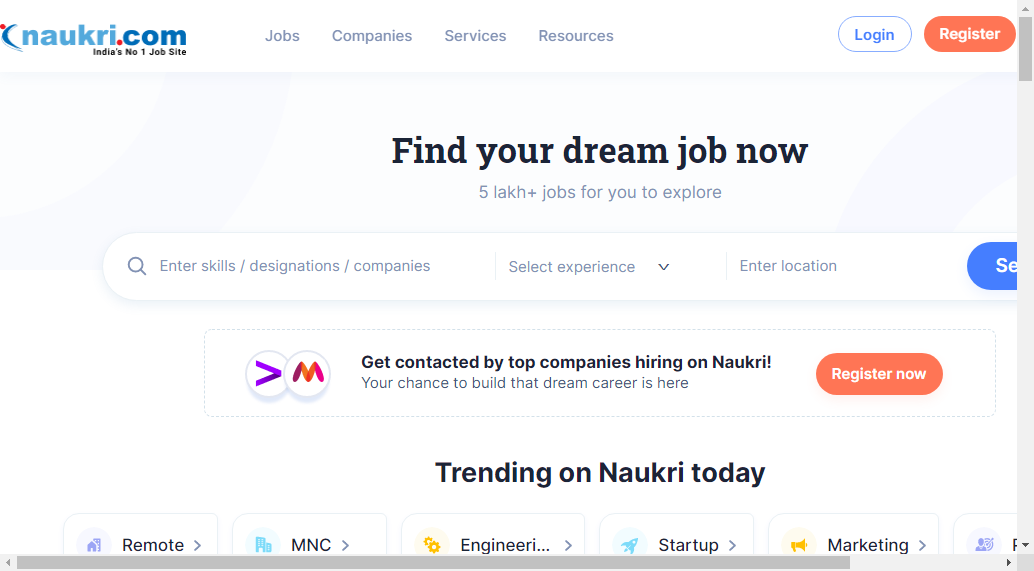 naukri.com
India's No 1 Job Site
Jobs
Companies
Services
Resources
Login
Register
Find your dream job now
5 lakh+ jobs for you to explore
Enter skills / designations / companies
Select experience
Enter location
Se
Get contacted by top companies hiring on Naukri!
Your chance to build that dream career is here
Register now
Trending on Naukri today
Remote
MNC
Engineeri...
Startup
Marketing